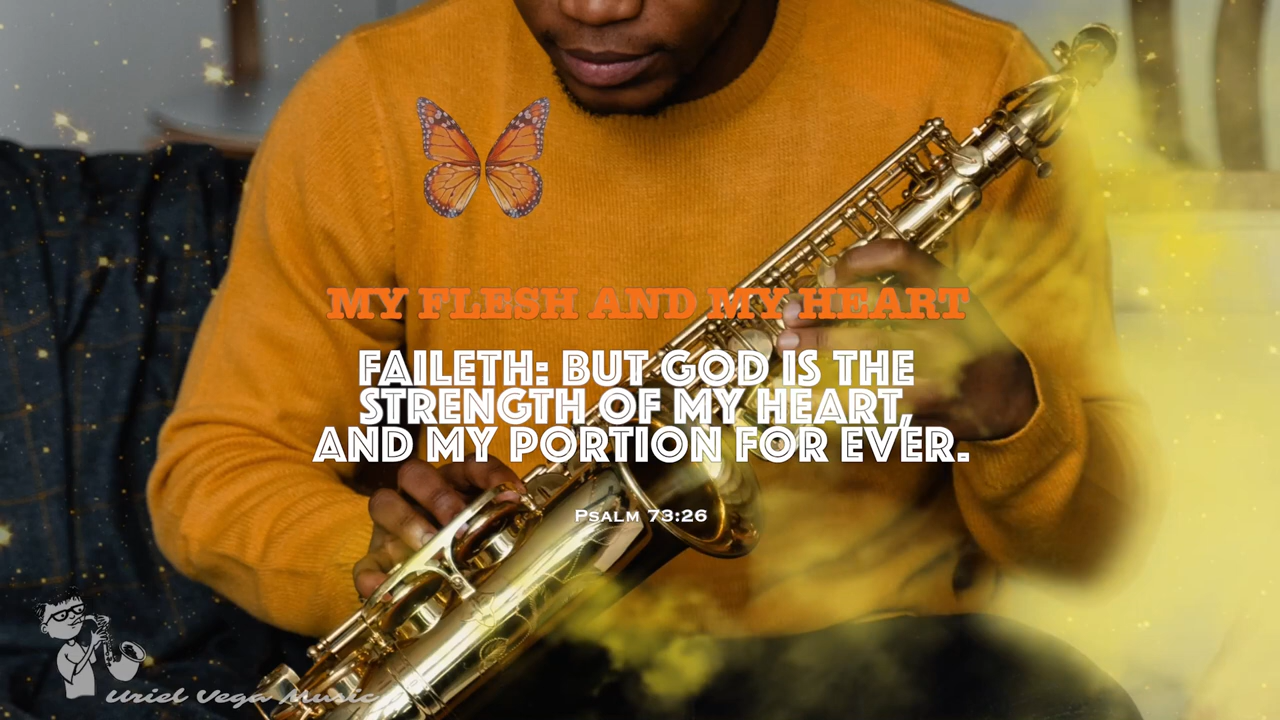 MY FLESH AND MY HEART
FAILETH: BUT GOD IS THE
STRENGTH OF MY HEART,
AND MY PORTION FOR EVER.
Psalm 73:26
Uriel Vega Music